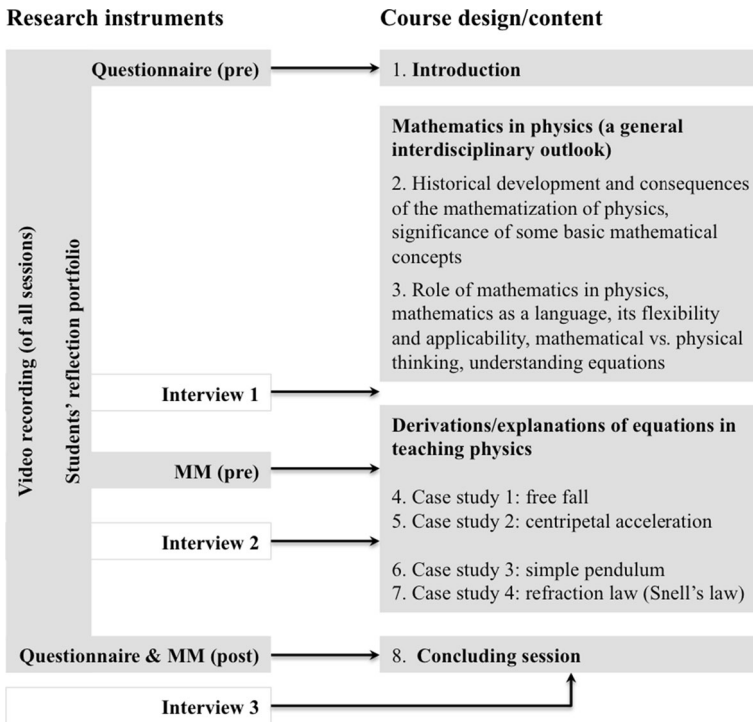 Research instruments
Course design/content
Questionnaire (pre)
1. Introduction
Mathematics in physics (a general
interdisciplinary outlook)
2. Historical development and consequences
of the mathematization of physics,
significance of some basic mathematical
concepts
3. Role of mathematics in physics,
mathematics as a language, its flexibility
and applicability, mathematical vs. physical
thinking, understanding equations
Video recording (of all sessions)
Students’ reflection portfolio
Interview 1
Derivations/explanations of equations in
teaching physics
MM (pre)
4. Case study 1: free fall
5. Case study 2: centripetal acceleration
Interview 2
6. Case study 3: simple pendulum
7. Case study 4: refraction law (Snell’s law)
Questionnaire & MM (post)
8. Concluding session
Interview 3